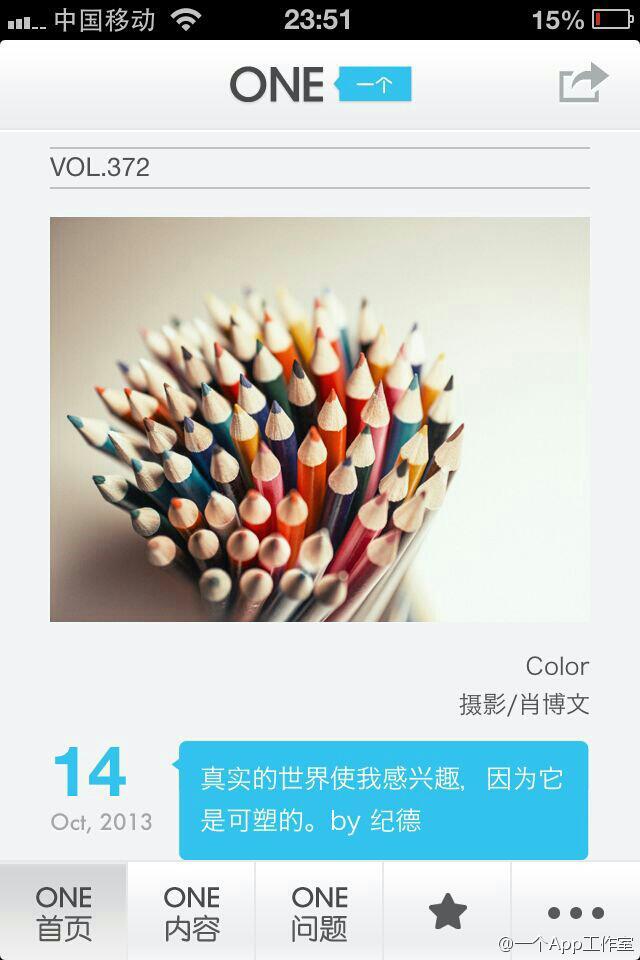 中国移动 23:51 15%
ONE 一个
VOL.372
Color
摄影/肖博文
14
Oct, 2013
真实的世界使我感兴趣，因为它
是可塑的。by 纪德
ONE ONE ONE
首页 内容 问题
@一个App工作室